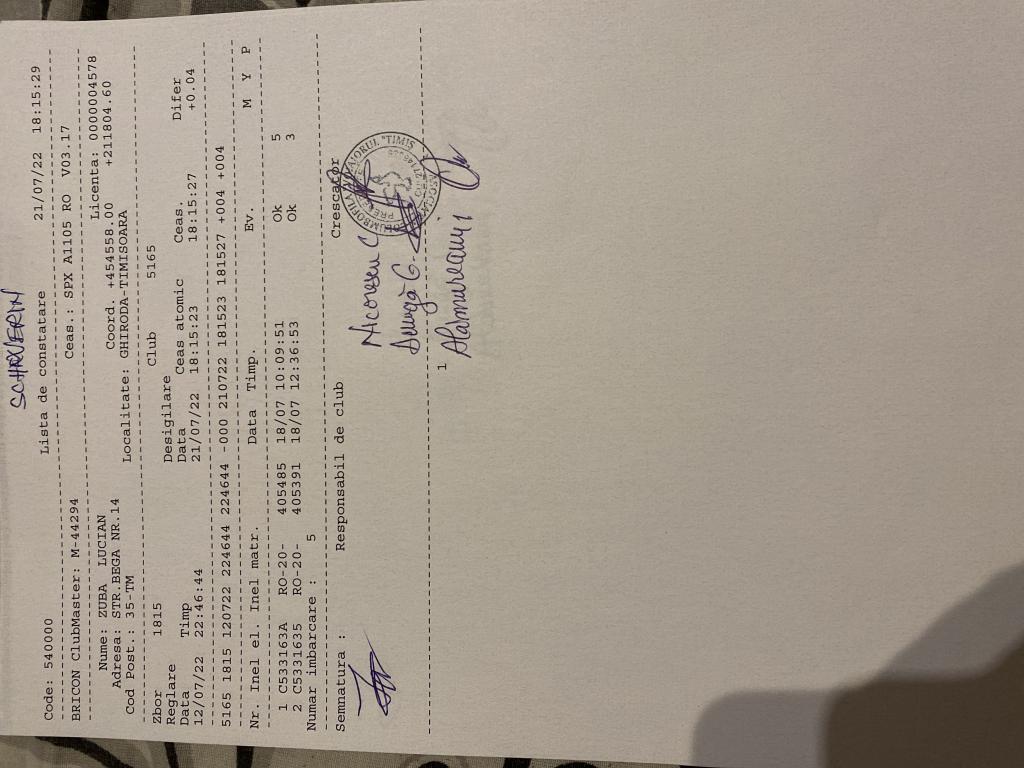 SCHWERIN
Code: 540000 Lista de constatare 21/07/22 18:15:29
BRICON ClubMaster: M-44294 Ceas.: SPX A1105 RO V03.17
Nume: ZUBA LUCIAN Licenta: 0000004578
Adresa: STR.BEGA NR.14 Coord. +454558.00 +211804.60
Cod Post.: 35-TM Localitate: GHIRODA-TIMISOARA
Zbor 1815 Club 5165
Reglare Desigilare
Data Timp Data Ceas atomic Ceas. Difer
12/07/22 22:46:44 21/07/22 18:15:23 18:15:27 +0.04
5165 1815 120722 224644 224644 -000 210722 181523 181527 +004 +004
Nr. Inel el. Inel matr. Data Timp. Ev. M Y P
1 C533163A RO-20- 405485 18/07 10:09:51 Ok 5
2 C5331635 RO-20- 405391 18/07 12:36:53 Ok 3
Numar imbarcare : 5
Semnatura : Responsabil de club Crescator
1